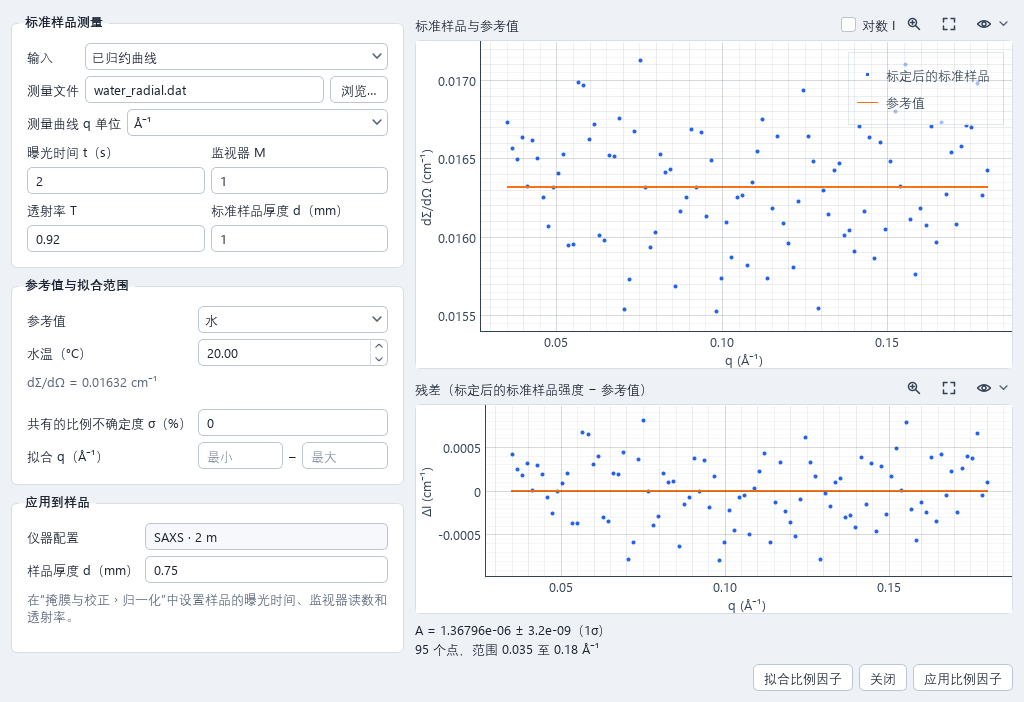 标准样品测量
输入
已归约曲线
测量文件
water_radial.dat
浏览...
测量曲线 q 单位
Å⁻¹
曝光时间 t（s）
监视器 M
2
1
透射率 T
标准样品厚度 d（mm）
0.92
1
参考值与拟合范围
参考值
水
水温（°C）
20.00
dΣ/dΩ = 0.01632 cm⁻¹
共有的比例不确定度 σ（%）
0
拟合 q（Å⁻¹）
最小
–
最大
应用到样品
仪器配置
SAXS · 2 m
样品厚度 d（mm）
0.75
在“掩膜与校正 › 归一化”中设置样品的曝光时间、监视器读数和
透射率。
标准样品与参考值
对数 I
标定后的标准样品
参考值
0.0170
0.0165
0.0160
0.0155
dΣ/dΩ (cm⁻¹)
0.05
0.10
0.15
q (Å⁻¹)
残差（标定后的标准样品强度 − 参考值）
0.0005
0
-0.0005
ΔI (cm⁻¹)
0.05
0.10
0.15
q (Å⁻¹)
A = 1.36796e-06 ± 3.2e-09（1σ）
95 个点，范围 0.035 至 0.18 Å⁻¹
拟合比例因子
关闭
应用比例因子